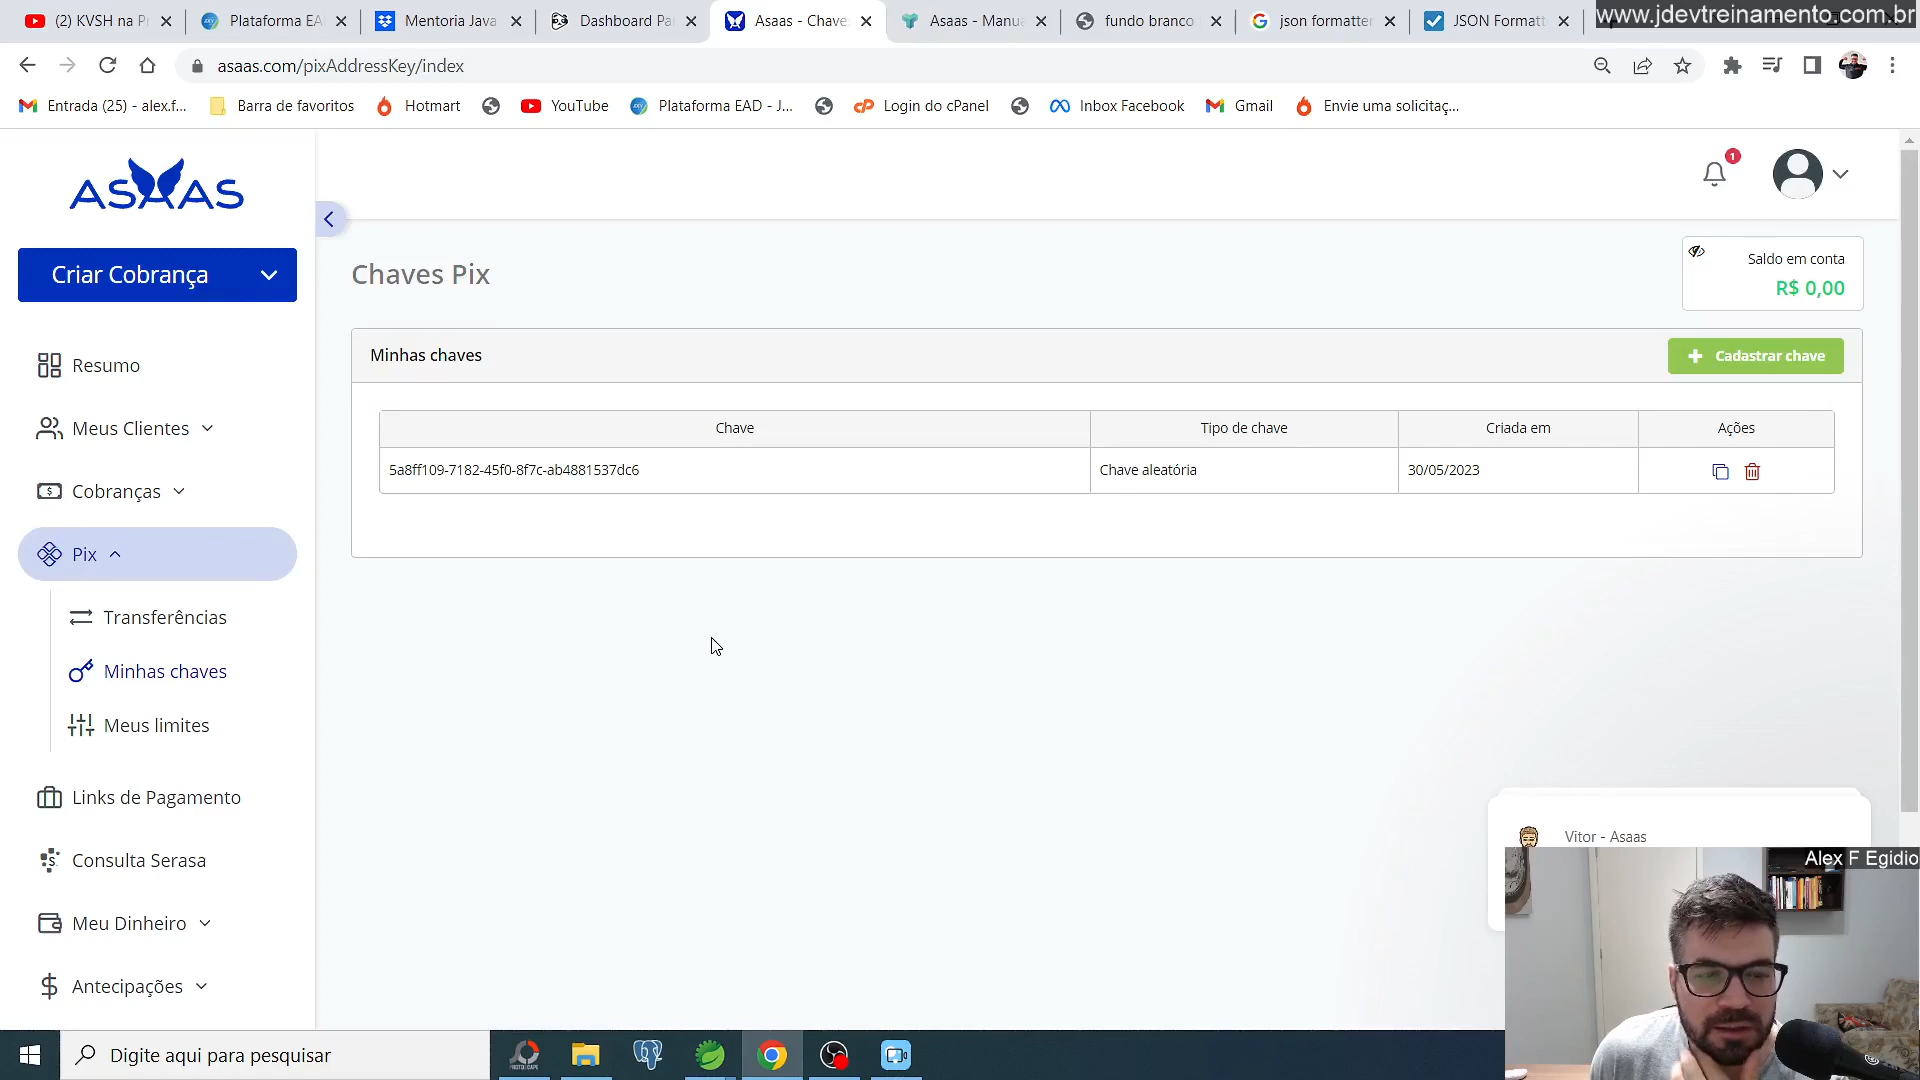 (2) KVSH na P
Plataforma EA
Mentoria Java
Dashboard Pa
Asaas - Chave
Asaas - Manua
fundo branco
json formatter
JSON Formatt
www.jdevtreinamento.com.br
asaas.com/pixAddressKey/index
Entrada (25) - alex.f...
Barra de favoritos
Hotmart
YouTube
Plataforma EAD - J...
Login do cPanel
Inbox Facebook
Gmail
Envie uma solicitaç...
ASAAS
1
Criar Cobrança
Chaves Pix
Saldo em conta
R$ 0,00
Minhas chaves
Cadastrar chave
Chave
Tipo de chave
Criada em
Ações
5a8ff109-7182-45f0-8f7c-ab4881537dc6
Chave aleatória
30/05/2023
Resumo
Meus Clientes
Cobranças
Pix
Transferências
Minhas chaves
Meus limites
Links de Pagamento
Consulta Serasa
Meu Dinheiro
Antecipações
Vitor - Asaas
Alex F Egidio
Digite aqui para pesquisar